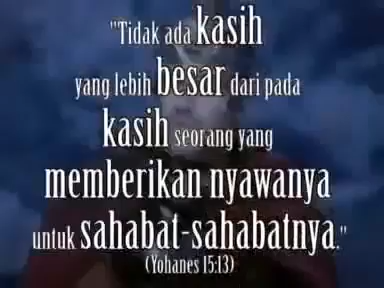 "Tidak ada kasih
yang lebih besar dari pada
kasih seorang yang
memberikan nyawanya
untuk sahabat-sahabatnya."
(Yohanes 15:13)